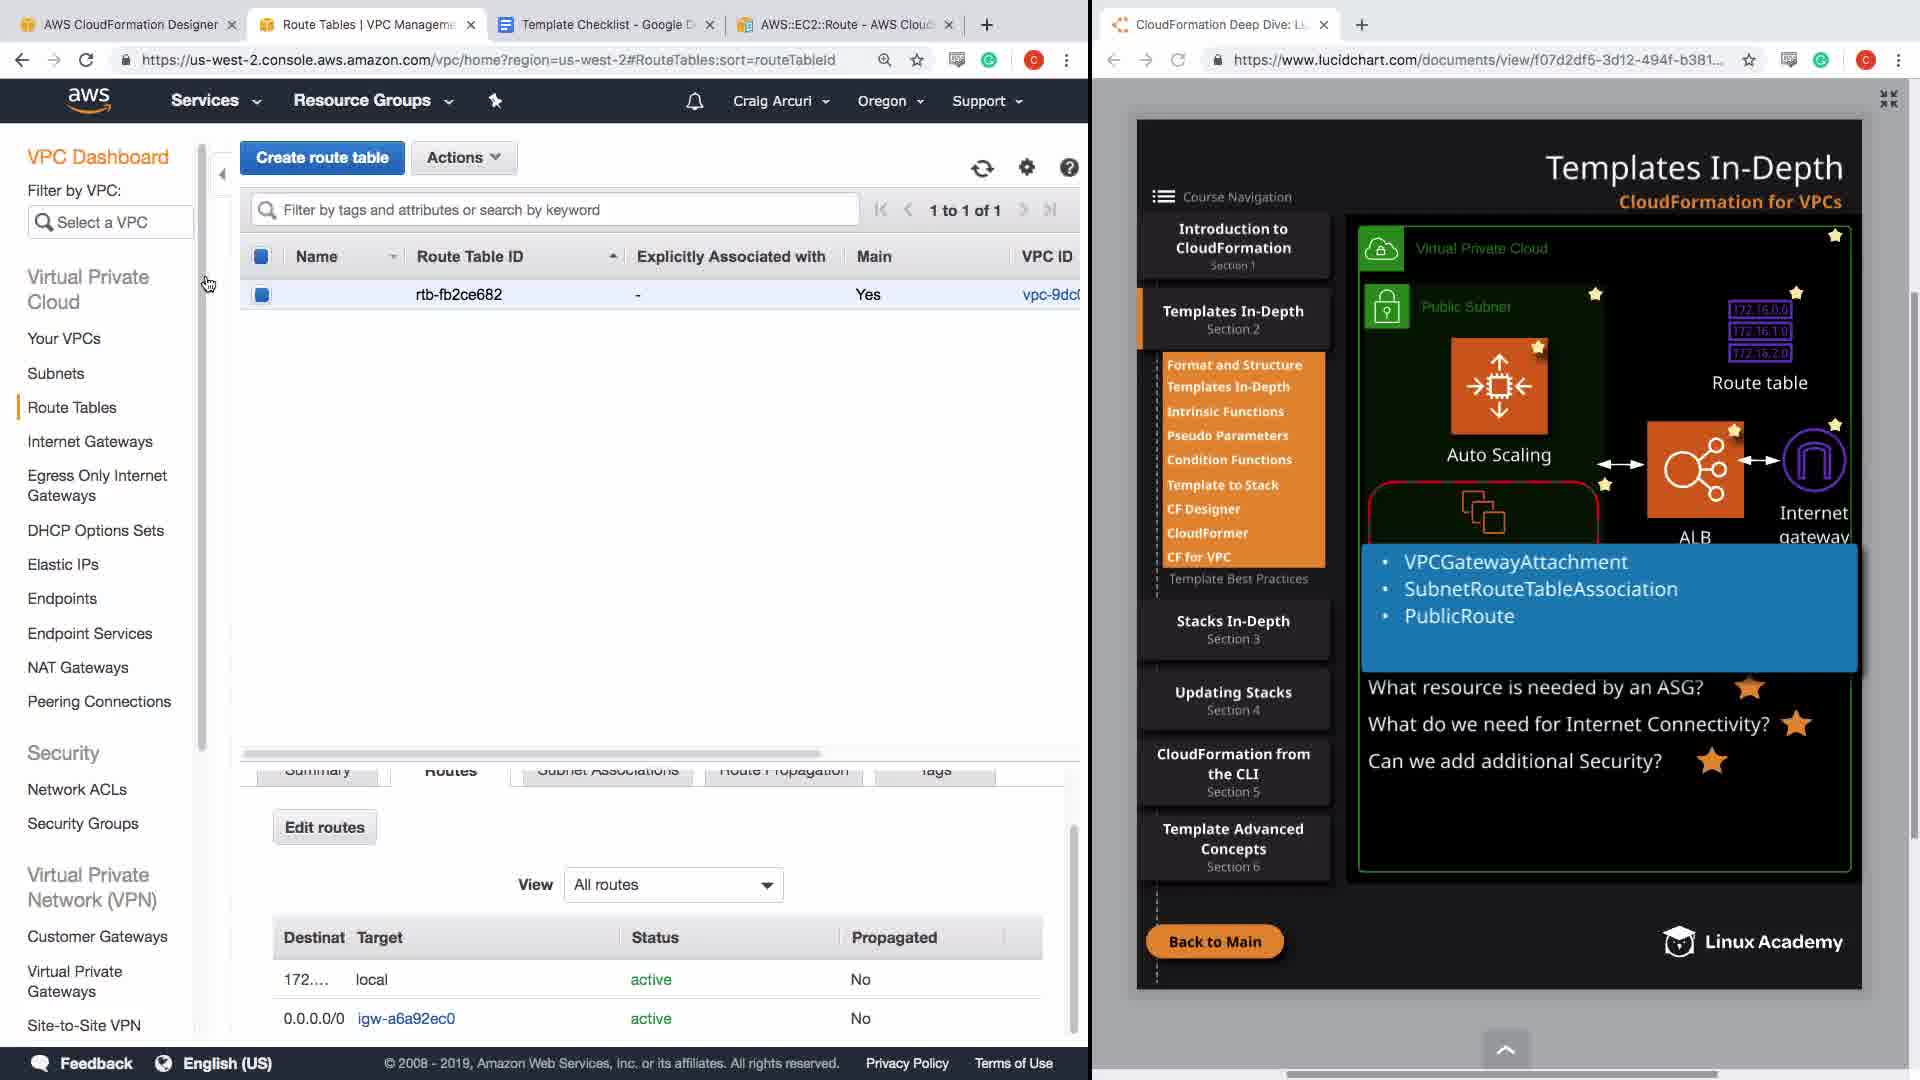 AWS CloudFormation Designer
Route Tables | VPC Manageme
Template Checklist - Google D
AWS::EC2::Route - AWS Cloud
CloudFormation Deep Dive: L
https://us-west-2.console.aws.amazon.com/vpc/home?region=us-west-2#RouteTables:sort=routeTableId
C
https://www.lucidchart.com/documents/view/f07d2df5-3d12-494f-b381...
C
aws
Services
Resource Groups
Craig Arcuri
Oregon
Support
VPC Dashboard
Filter by VPC:
Select a VPC
Virtual Private
Cloud
Your VPCs
Subnets
Route Tables
Internet Gateways
Egress Only Internet
Gateways
DHCP Options Sets
Elastic IPs
Endpoints
Endpoint Services
NAT Gateways
Peering Connections
Security
Network ACLs
Security Groups
Virtual Private
Network (VPN)
Customer Gateways
Virtual Private
Gateways
Site-to-Site VPN
Create route table
Actions
Filter by tags and attributes or search by keyword
1 to 1 of 1
Name
Route Table ID
Explicitly Associated with
Main
VPC ID
rtb-fb2ce682
-
Yes
vpc-9dc
Summary
Routes
Subnet Associations
Route Propagation
Tags
Edit routes
View
All routes
Destinat
Target
Status
Propagated
172....
local
active
No
0.0.0.0/0
igw-a6a92ec0
active
No
Feedback
English (US)
© 2008 - 2019, Amazon Web Services, Inc. or its affiliates. All rights reserved.
Privacy Policy
Terms of Use
Templates In-Depth
CloudFormation for VPCs
Course Navigation
Introduction to
CloudFormation
Section 1
Templates In-Depth
Section 2
Format and Structure
Templates In-Depth
Intrinsic Functions
Pseudo Parameters
Condition Functions
Template to Stack
CF Designer
CloudFormer
CF for VPC
Template Best Practices
Stacks In-Depth
Section 3
Updating Stacks
Section 4
CloudFormation from
the CLI
Section 5
Template Advanced
Concepts
Section 6
Back to Main
Virtual Private Cloud
Public Subnet
172.16.0.0
172.16.1.0
172.16.2.0
Route table
Auto Scaling
ALB
Internet
gateway
• VPCGatewayAttachment
• SubnetRouteTableAssociation
• PublicRoute
What resource is needed by an ASG?
What do we need for Internet Connectivity?
Can we add additional Security?
Linux Academy